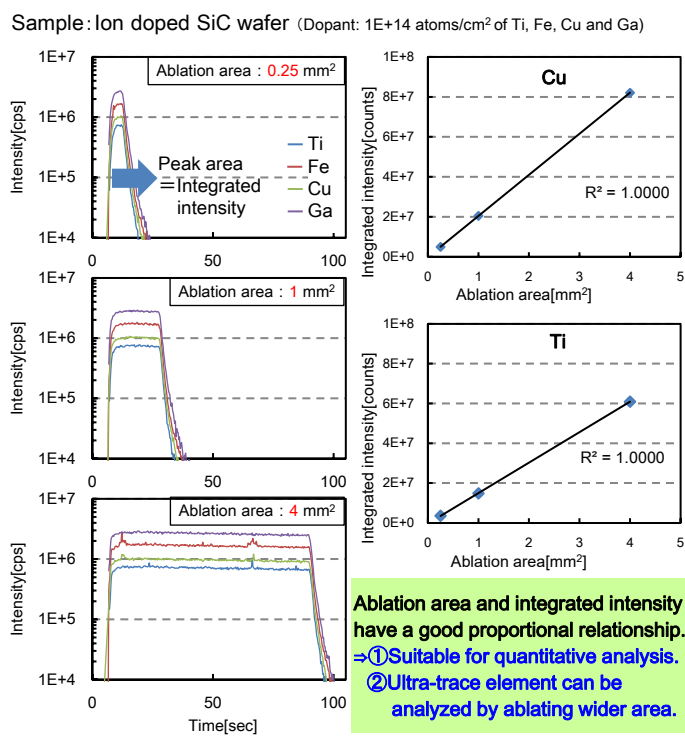 Sample:Ion doped SiC wafer (Dopant: 1E+14 atoms/cm² of Ti, Fe, Cu and Ga)
Intensity[cps]
1E+7
1E+6
1E+5
1E+4
Ablation area：0.25 mm²
Ti
Fe
Cu
Ga
Peak area
＝Integrated
intensity
0
50
100
Intensity[cps]
1E+7
1E+6
1E+5
1E+4
Ablation area：1 mm²
0
50
100
Intensity[cps]
1E+7
1E+6
1E+5
1E+4
Ablation area：4 mm²
0
50
100
Time[sec]
Integrated intensity[counts]
1E+8
8E+7
6E+7
4E+7
2E+7
0E+0
Cu
R² = 1.0000
0 1 2 3 4 5
Ablation area[mm²]
Integrated intensity[counts]
1E+8
8E+7
6E+7
4E+7
2E+7
0E+0
Ti
R² = 1.0000
0 1 2 3 4 5
Ablation area[mm²]
Ablation area and integrated intensity
have a good proportional relationship.
⇒①Suitable for quantitative analysis.
②Ultra-trace element can be
analyzed by ablating wider area.